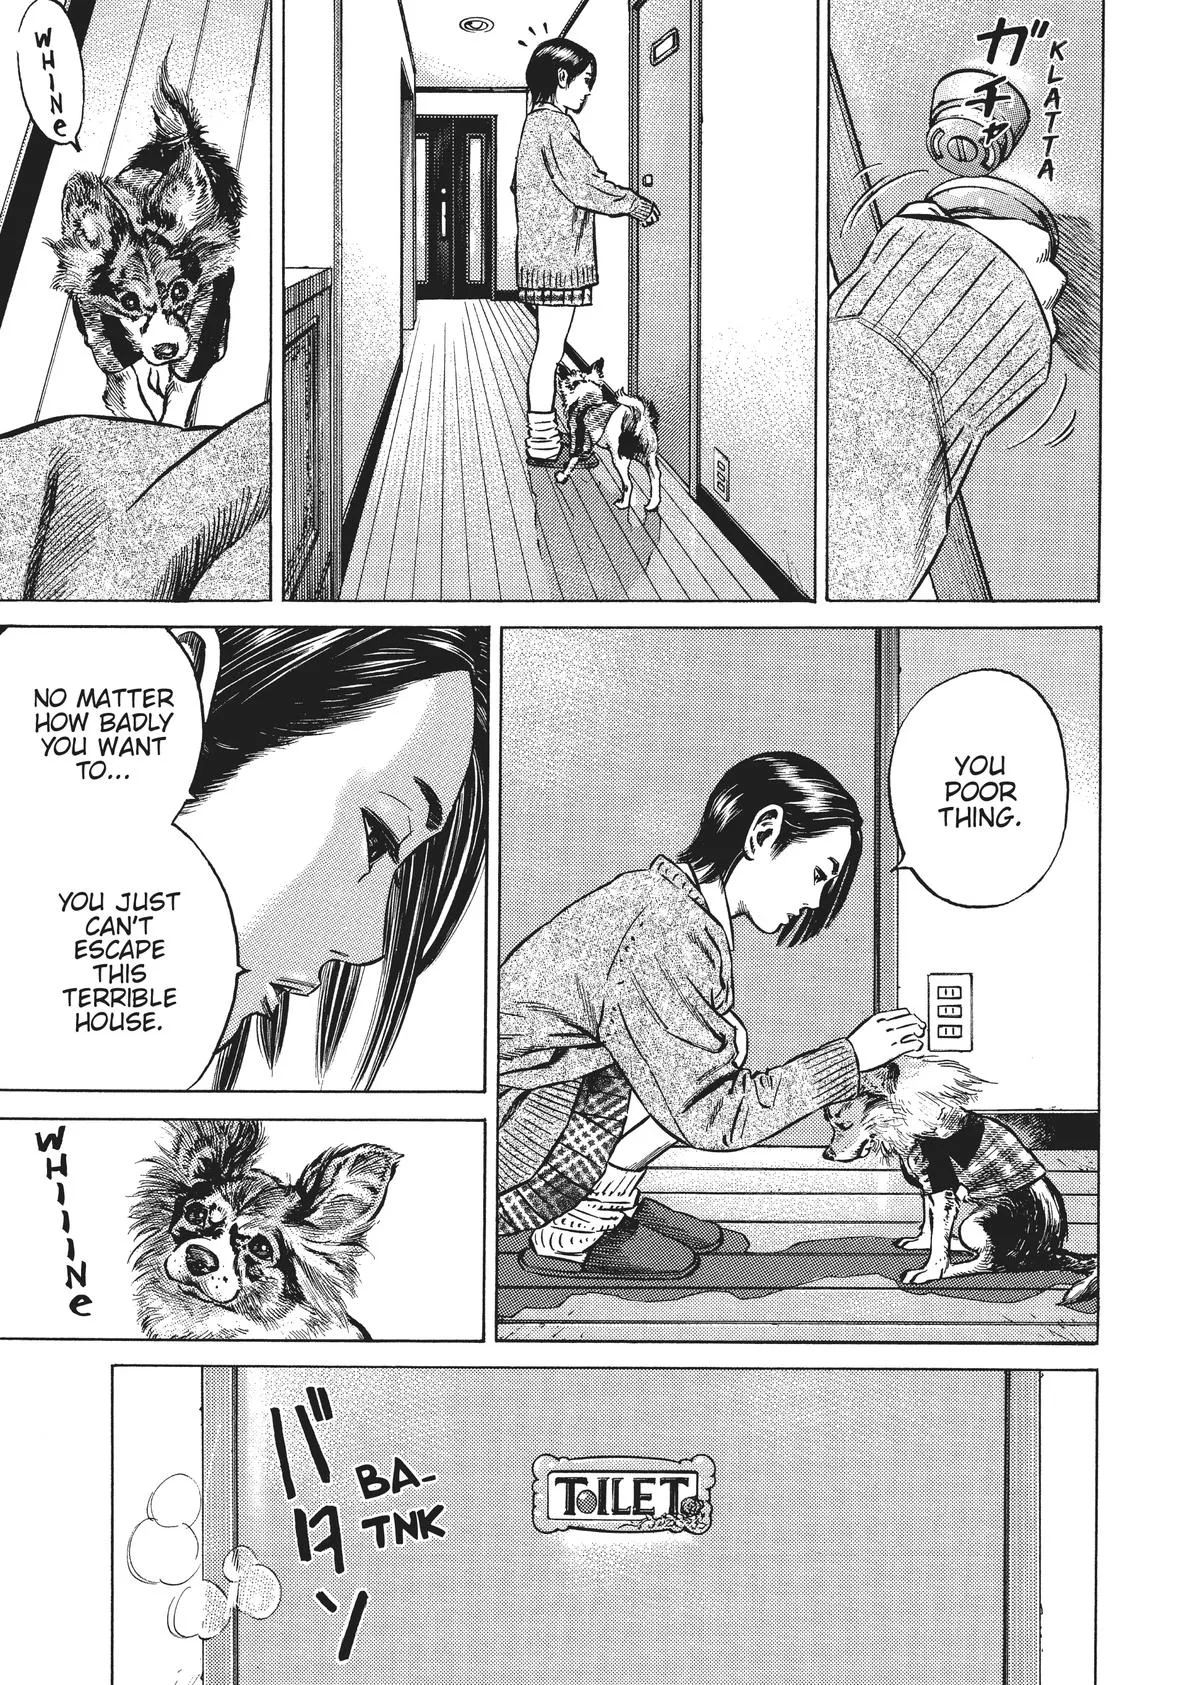 ガチャ
KLATTA
WHINE
YOU
POOR
THING.
NO MATTER
HOW BADLY
YOU WANT
TO...
YOU JUST
CAN'T
ESCAPE
THIS
TERRIBLE
HOUSE.
WHIIINE
バタン
BA-
TNK
TOILET